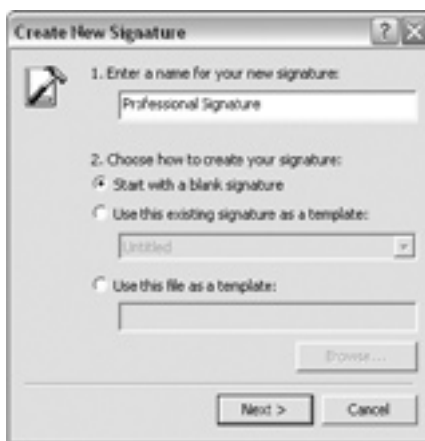 Create New Signature
1. Enter a name for your new signature:
Professional Signature
2. Choose how to create your signature:
Start with a blank signature
Use this existing signature as a template:
Untitled
Use this file as a template:
Browse...
Next >
Cancel